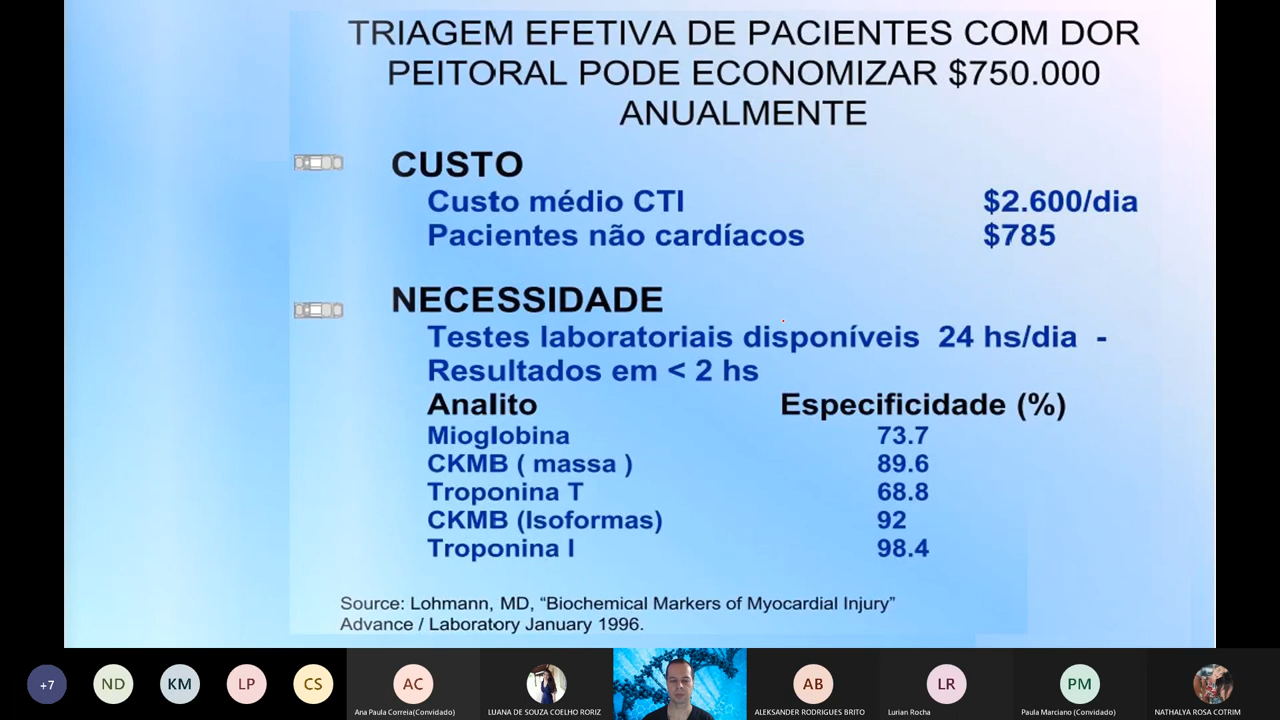 TRIAGEM EFETIVA DE PACIENTES COM DOR
PEITORAL PODE ECONOMIZAR $750.000
ANUALMENTE
CUSTO
Custo médio CTI $2.600/dia
Pacientes não cardíacos $785
NECESSIDADE
Testes laboratoriais disponíveis 24 hs/dia -
Resultados em < 2 hs
Analito Especificidade (%)
Mioglobina 73.7
CKMB ( massa ) 89.6
Troponina T 68.8
CKMB (Isoformas) 92
Troponina I 98.4
Source: Lohmann, MD, “Biochemical Markers of Myocardial Injury”
Advance / Laboratory January 1996.
+7 ND KM LP CS AC AB LR PM
Ana Paula Correia(Convidado) LUANA DE SOUZA COELHO RORIZ ALEKSANDER RODRIGUES BRITO Lurian Rocha Paula Marciano (Convidado) NATHALYA ROSA COTRIM